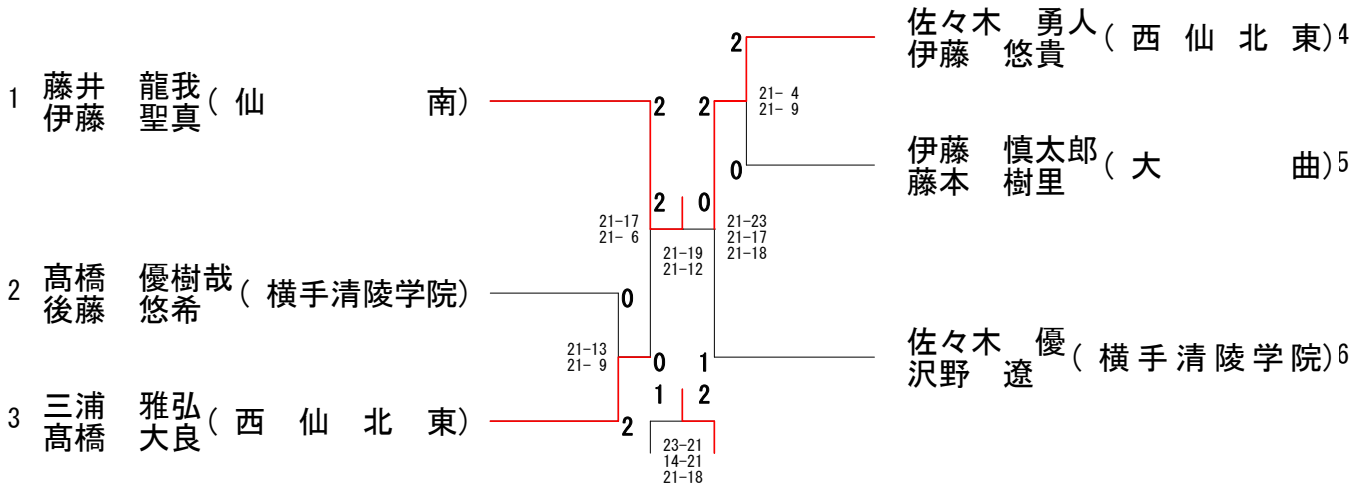 1 藤井 龍我 (仙 南)
伊藤 聖真
2 髙橋 優樹哉 (横手清陵学院)
後藤 悠希
3 三浦 雅弘 (西仙北東)
髙橋 大良
佐々木 勇人 (西仙北東) 4
伊藤 悠貴
伊藤 慎太郎 (大 曲) 5
藤本 樹里
佐々木 優 (横手清陵学院) 6
沢野 遼
2
21- 4
21- 9
0
2 2
2 0
21-17
21- 6
21-19
21-12
21-23
21-17
21-18
0
21-13
21- 9
2
0 1
1 2
23-21
14-21
21-18